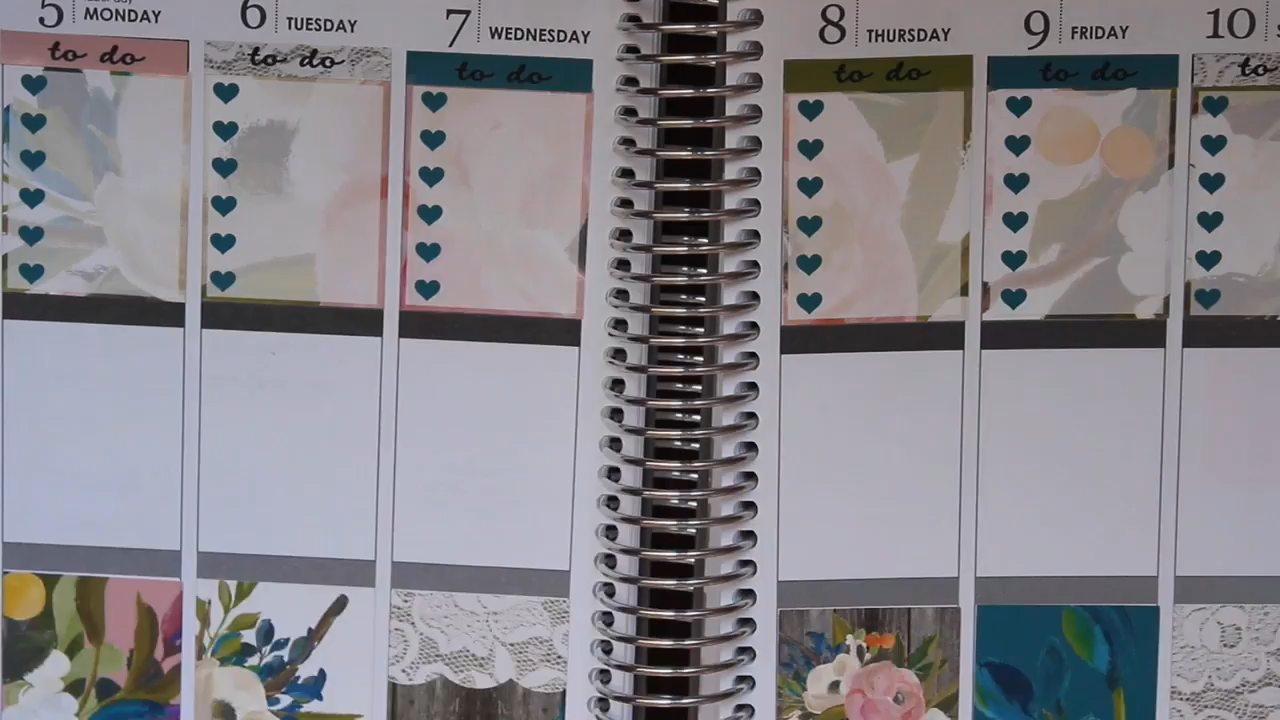 5 MONDAY
6 TUESDAY
7 WEDNESDAY
8 THURSDAY
9 FRIDAY
10 S
to do
to do
to do
to do
to do
to